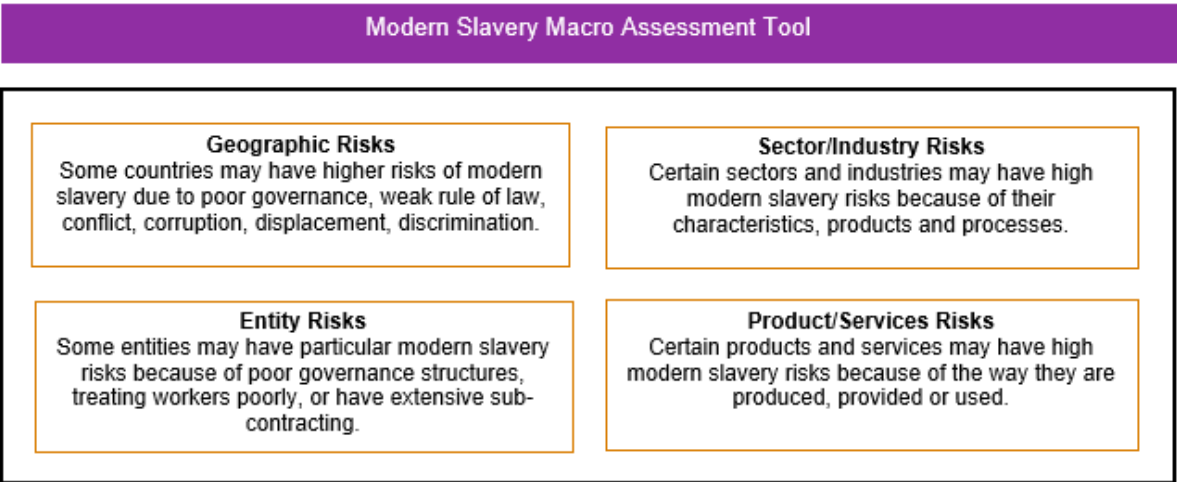 Modern Slavery Macro Assessment Tool
Geographic Risks
Some countries may have higher risks of modern
slavery due to poor governance, weak rule of law,
conflict, corruption, displacement, discrimination.
Sector/Industry Risks
Certain sectors and industries may have high
modern slavery risks because of their
characteristics, products and processes.
Entity Risks
Some entities may have particular modern slavery
risks because of poor governance structures,
treating workers poorly, or have extensive sub-
contracting.
Product/Services Risks
Certain products and services may have high
modern slavery risks because of the way they are
produced, provided or used.